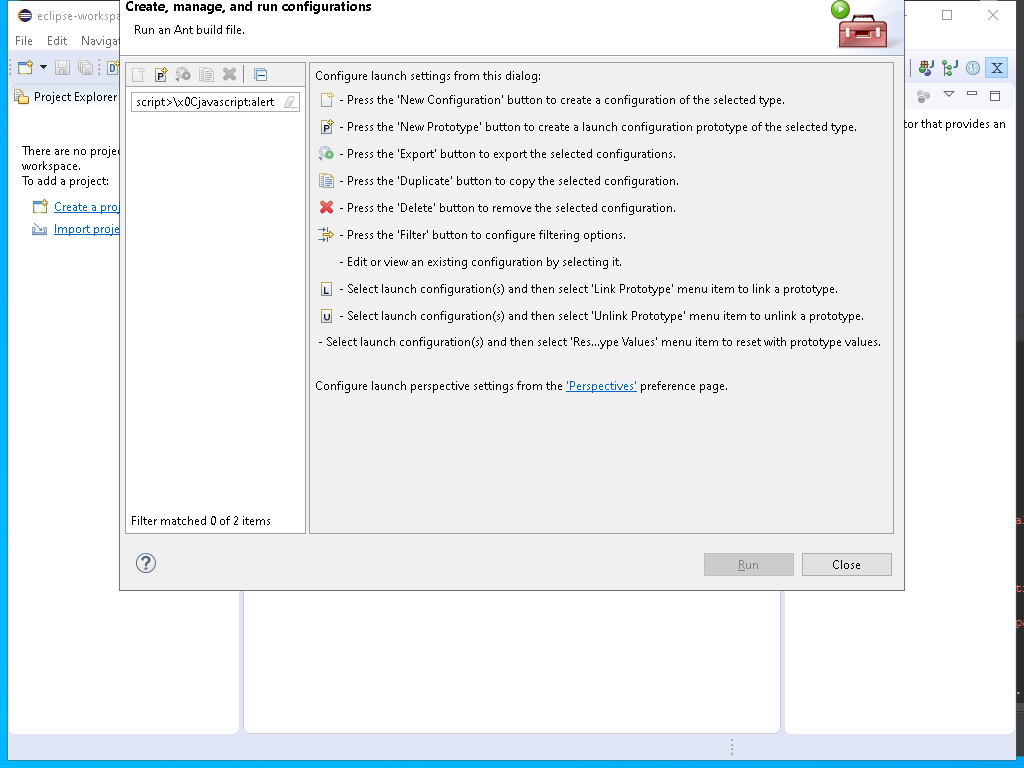 eclipse-workspa
Create, manage, and run configurations
Run an Ant build file.
File Edit Navigat
Project Explorer
script>\x0Cjavascript:alert
Configure launch settings from this dialog:
- Press the 'New Configuration' button to create a configuration of the selected type.
- Press the 'New Prototype' button to create a launch configuration prototype of the selected type.
- Press the 'Export' button to export the selected configurations.
- Press the 'Duplicate' button to copy the selected configuration.
- Press the 'Delete' button to remove the selected configuration.
- Press the 'Filter' button to configure filtering options.
- Edit or view an existing configuration by selecting it.
- Select launch configuration(s) and then select 'Link Prototype' menu item to link a prototype.
- Select launch configuration(s) and then select 'Unlink Prototype' menu item to unlink a prototype.
- Select launch configuration(s) and then select 'Res...ype Values' menu item to reset with prototype values.
Configure launch perspective settings from the 'Perspectives' preference page.
tor that provides an
There are no projec
workspace.
To add a project:
Create a proj
Import proje
Filter matched 0 of 2 items
Run
Close